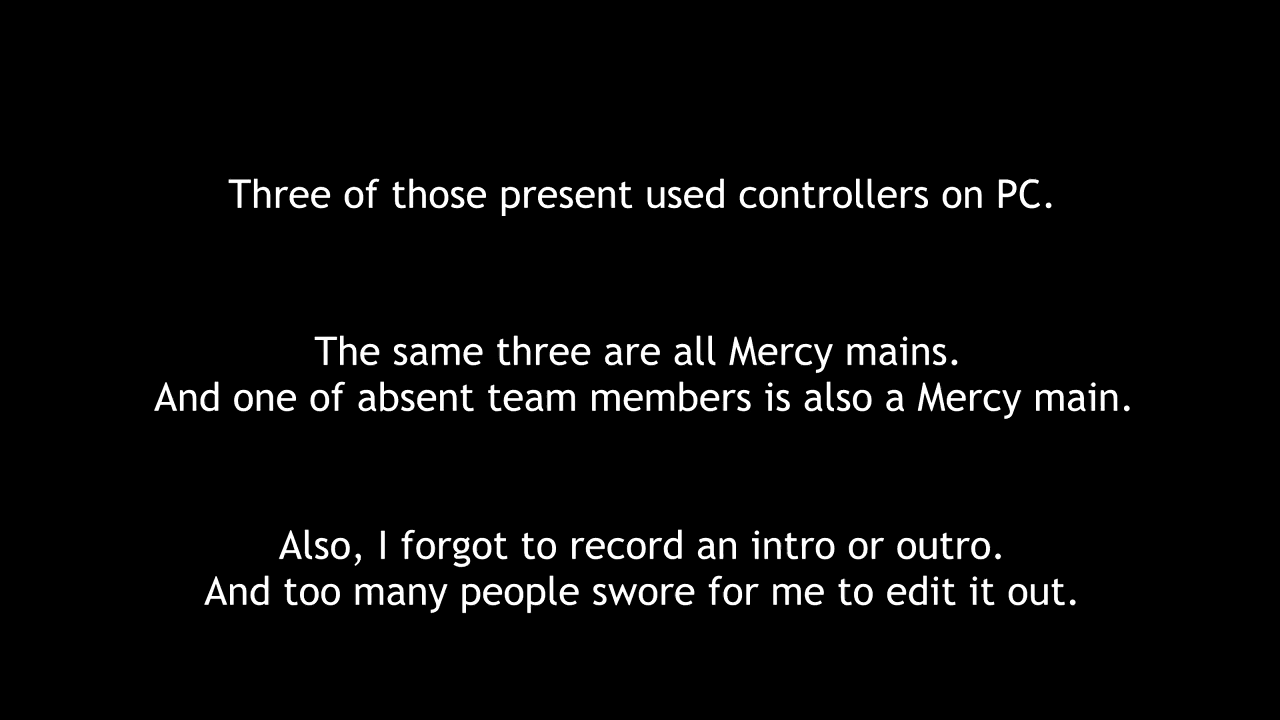 Three of those present used controllers on PC.
The same three are all Mercy mains.
And one of absent team members is also a Mercy main.
Also, I forgot to record an intro or outro.
And too many people swore for me to edit it out.